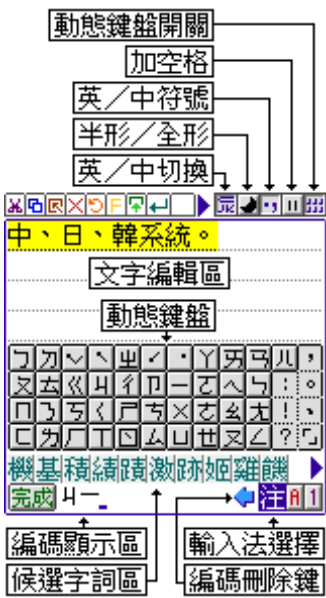 動態鍵盤開關
加空格
英／中符號
半形／全形
英／中切換
中、日、韓系統。
文字編輯區
動態鍵盤
ㄅㄉˇˋㄓˊ˙ㄚㄞㄢㄦ，
ㄆㄊㄍㄐㄔㄗㄧㄛㄟㄣ：。
ㄇㄋㄎㄑㄕㄘㄨㄜㄠㄤ！、
ㄈㄌㄏㄒㄖㄙㄩㄝㄡㄥ？「
機基積績蹟激跡姬雞饑
完成 ㄐㄧ_ 注 A 1
編碼顯示區 輸入法選擇
候選字詞區 編碼刪除鍵